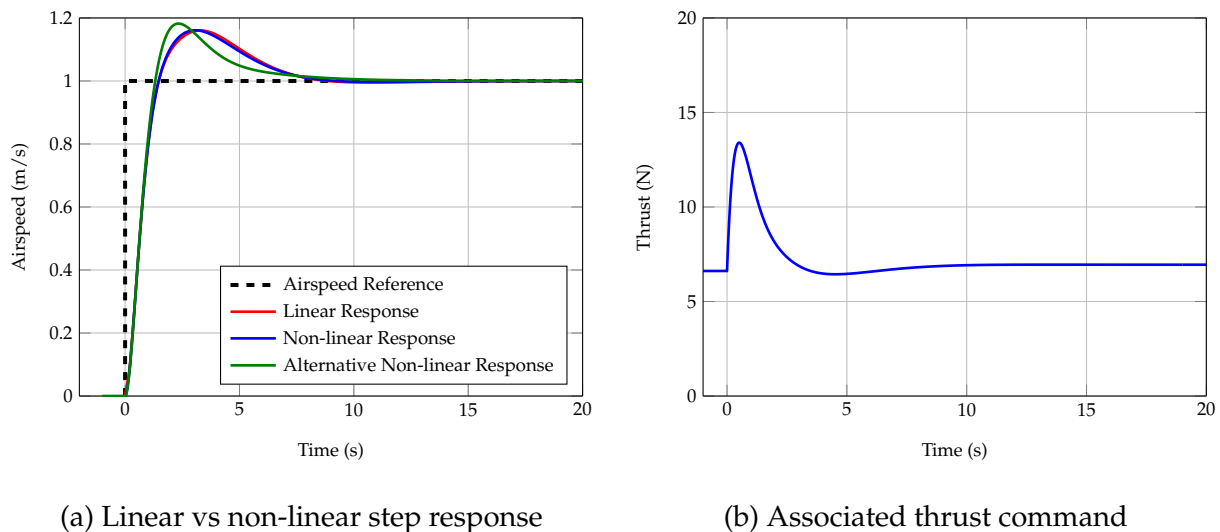 1.2
1
0.8
0.6
0.4
0.2
0
0
5
10
15
20
Airspeed (m/s)
Time (s)
Airspeed Reference
Linear Response
Non-linear Response
Alternative Non-linear Response
(a) Linear vs non-linear step response
20
15
10
5
0
0
5
10
15
20
Thrust (N)
Time (s)
(b) Associated thrust command